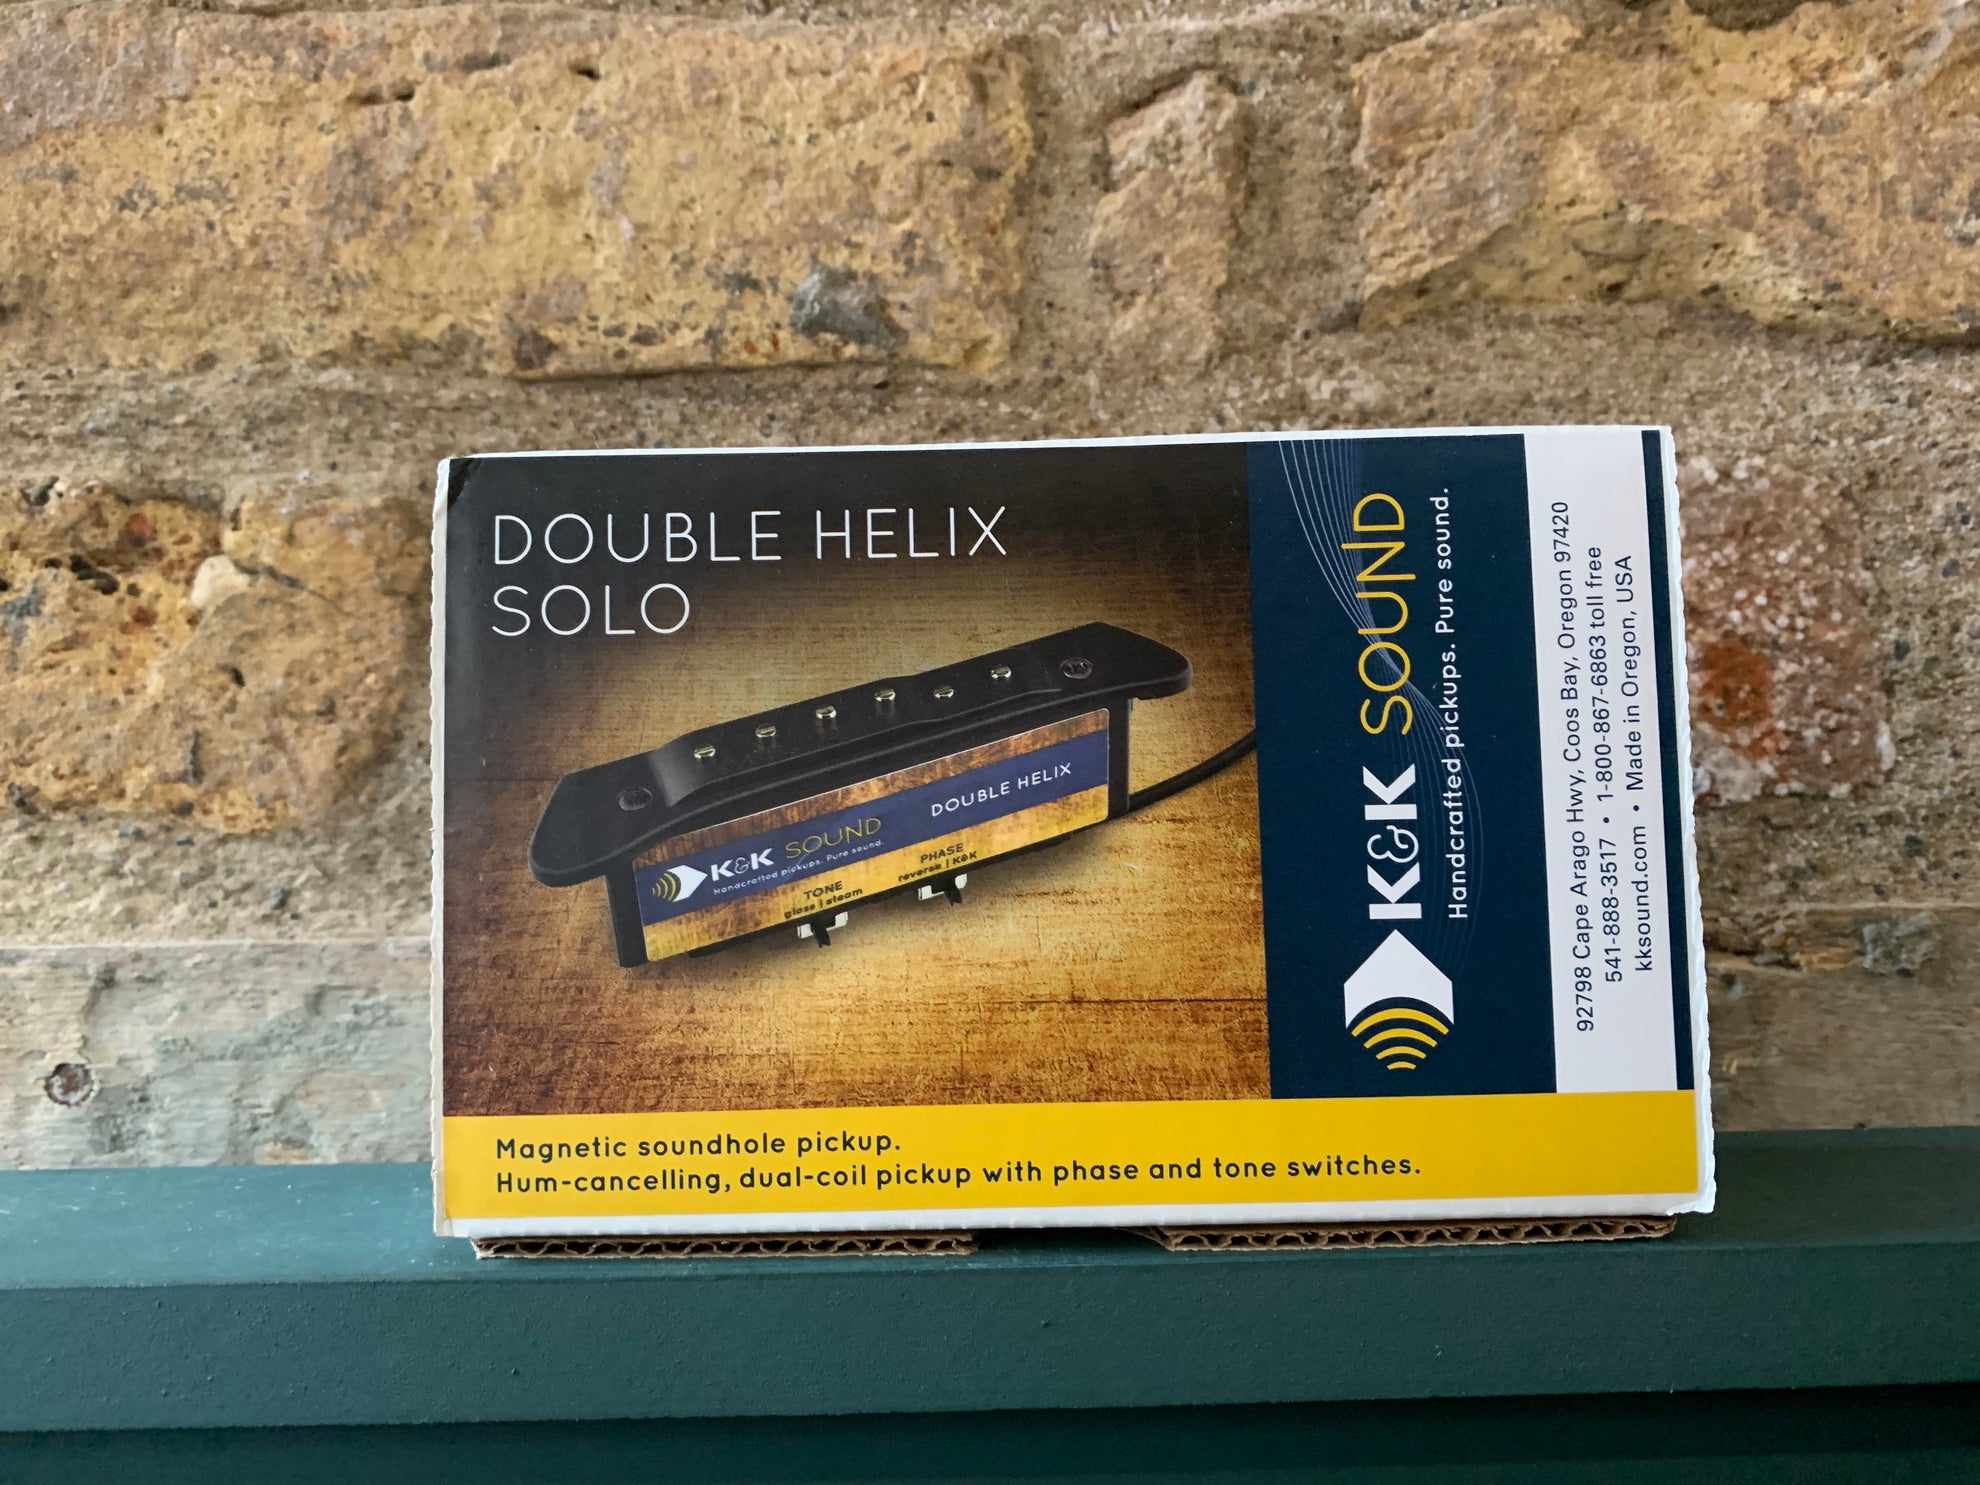 DOUBLE HELIX
SOLO
K&K SOUND
Handcrafted pickups. Pure sound.
DOUBLE HELIX
TONE
glass | steam
PHASE
reverse | K&K
K&K SOUND
Handcrafted pickups. Pure sound.
92798 Cape Arago Hwy, Coos Bay, Oregon 97420
541-888-3517 • 1-800-867-6863 toll free
kksound.com • Made in Oregon, USA
Magnetic soundhole pickup.
Hum-cancelling, dual-coil pickup with phase and tone switches.